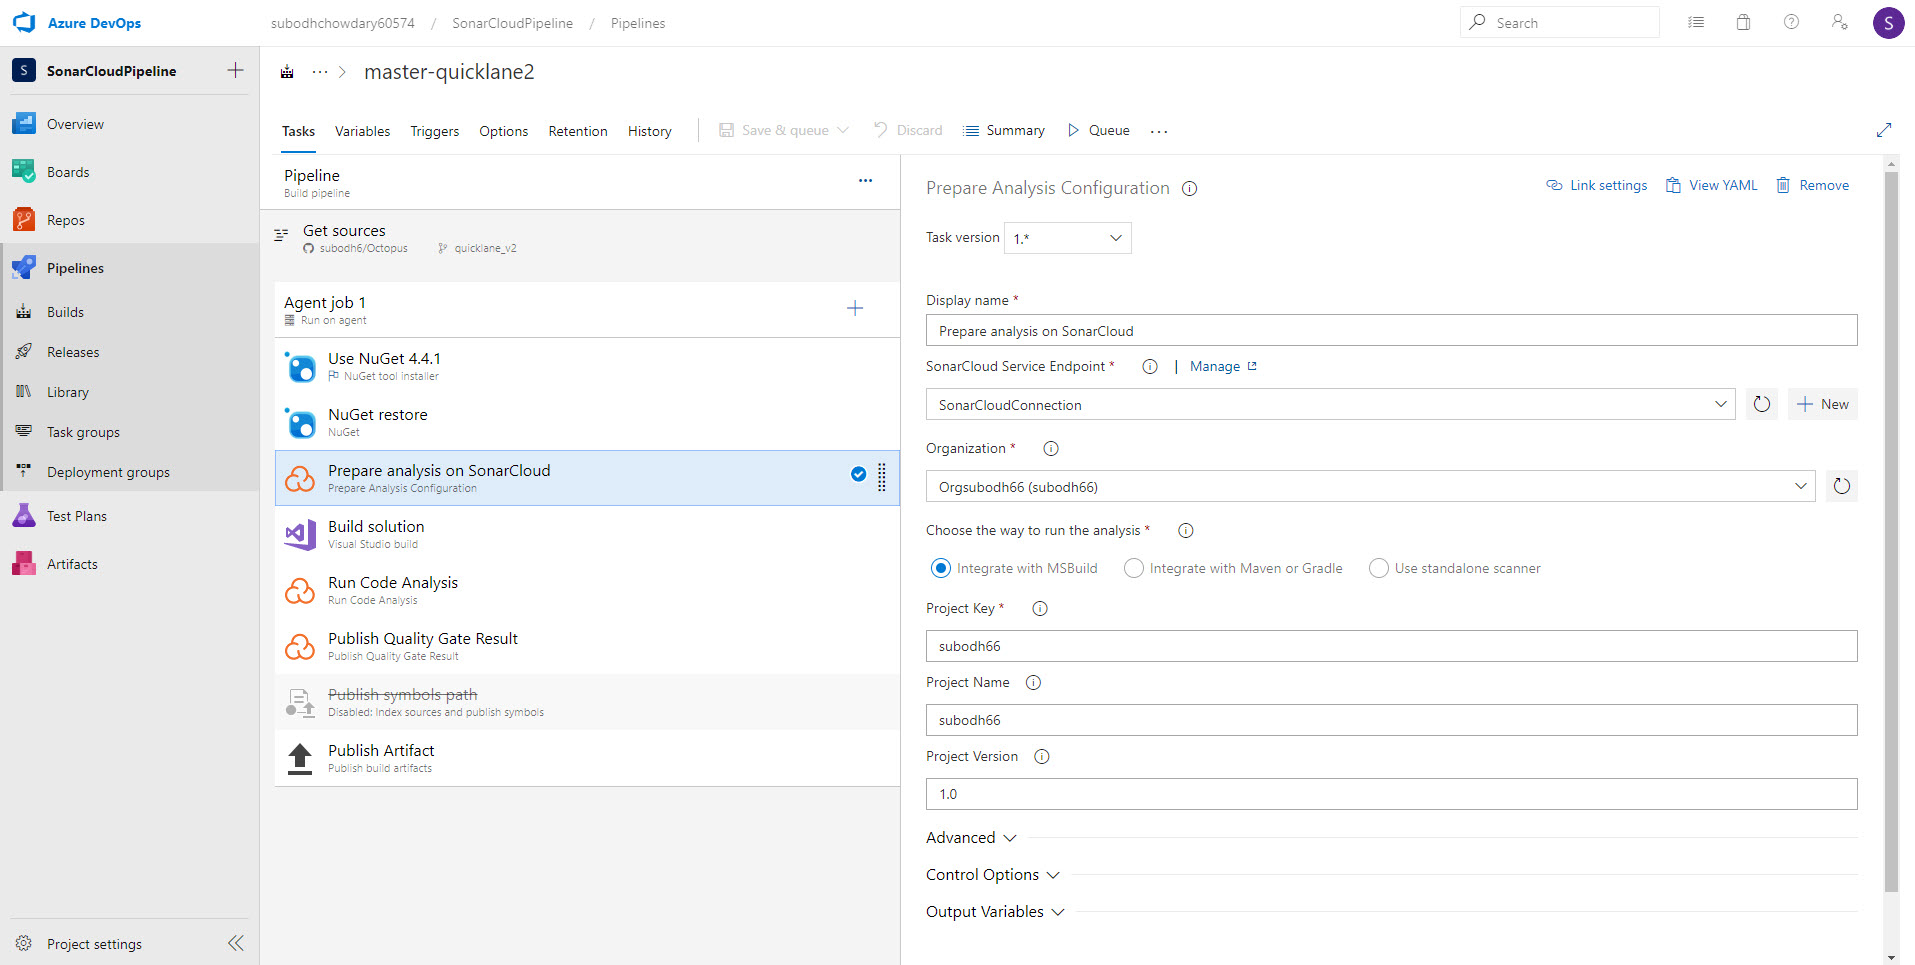 Azure DevOps
subodhchowdary60574 / SonarCloudPipeline / Pipelines
Search
S
S SonarCloudPipeline
Overview
Boards
Repos
Pipelines
Builds
Releases
Library
Task groups
Deployment groups
Test Plans
Artifacts
Project settings
... > master-quicklane2
Tasks Variables Triggers Options Retention History Save & queue Discard Summary Queue ...
Pipeline
Build pipeline
...
Get sources
subodh6/Octopus quicklane_v2
Agent job 1
Run on agent
Use NuGet 4.4.1
NuGet tool installer
NuGet restore
NuGet
Prepare analysis on SonarCloud
Prepare Analysis Configuration
Build solution
Visual Studio build
Run Code Analysis
Run Code Analysis
Publish Quality Gate Result
Publish Quality Gate Result
Publish symbols path
Disabled: Index sources and publish symbols
Publish Artifact
Publish build artifacts
Prepare Analysis Configuration
Link settings View YAML Remove
Task version 1.*
Display name *
Prepare analysis on SonarCloud
SonarCloud Service Endpoint * | Manage
SonarCloudConnection
New
Organization *
Orgsubodh66 (subodh66)
Choose the way to run the analysis *
Integrate with MSBuild Integrate with Maven or Gradle Use standalone scanner
Project Key *
subodh66
Project Name
subodh66
Project Version
1.0
Advanced
Control Options
Output Variables